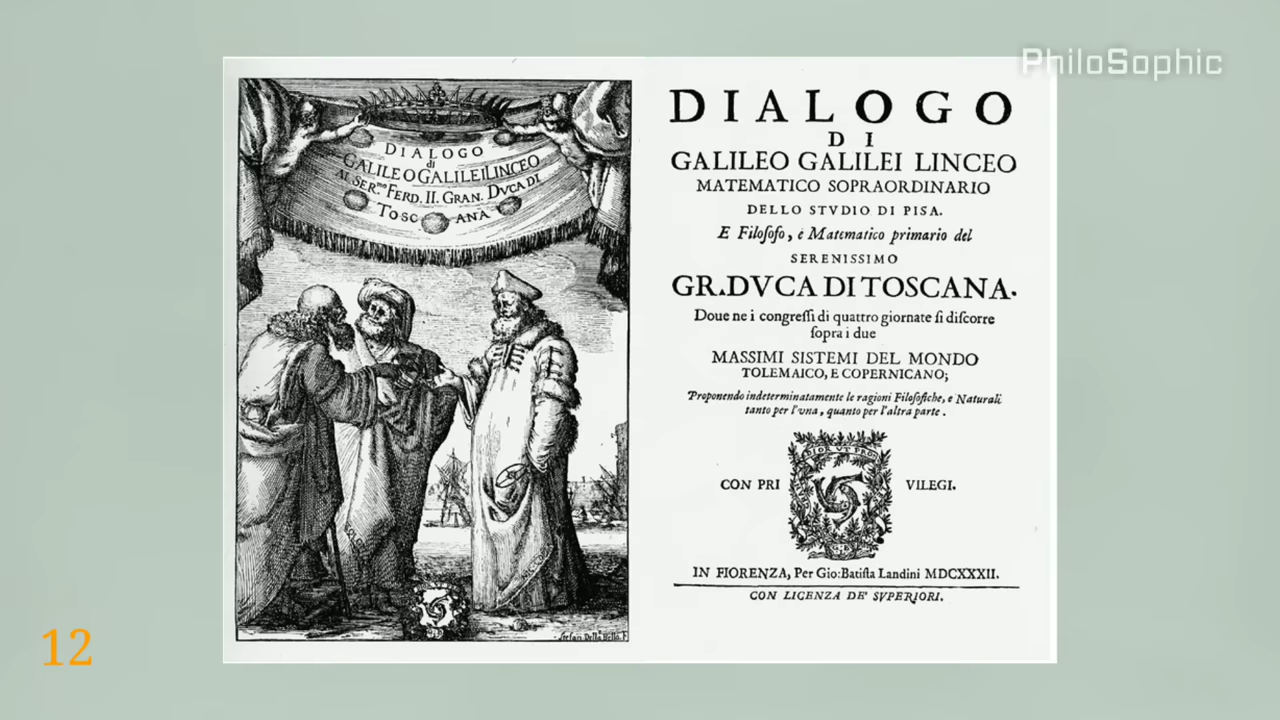 PhiloSophic
DIALOGO
di
GALILEO GALILEI LINCEO
AL SER.mo FERD. II. GRAN. DVCA DI
TOSCANA
DIALOGO
DI
GALILEO GALILEI LINCEO
MATEMATICO SOPRAORDINARIO
DELLO STVDIO DI PISA.
E Filoſofo, e Matematico primario del
SERENISSIMO
GR.DVCA DI TOSCANA.
Doue ne i congreſſi di quattro giornate ſi diſcorre
ſopra i due
MASSIMI SISTEMI DEL MONDO
TOLEMAICO, E COPERNICANO;
Proponendo indeterminatamente le ragioni Filoſofiche, e Naturali
tanto per l'vna, quanto per l'altra parte.
CON PRI VILEGI.
IN FIORENZA, Per Gio:Batiſta Landini MDCXXXII.
CON LICENZA DE' SVPERIORI.
Stefan Della Bella F.
12